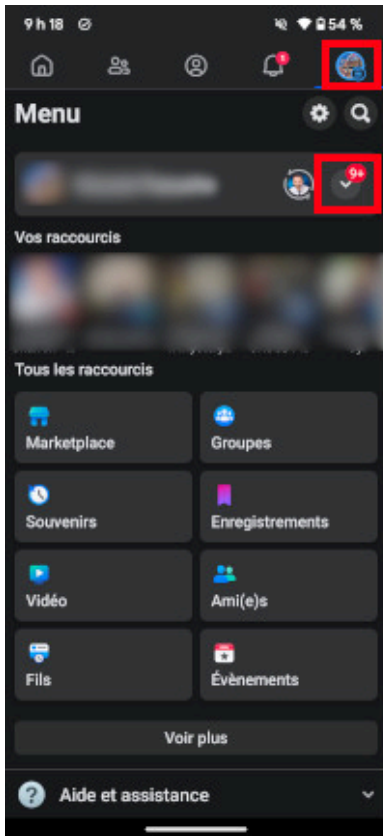 9 h 18
54 %
1
Menu
9+
Vos raccourcis
Tous les raccourcis
Marketplace
Groupes
Souvenirs
Enregistrements
Vidéo
Ami(e)s
Fils
Évènements
Voir plus
? Aide et assistance